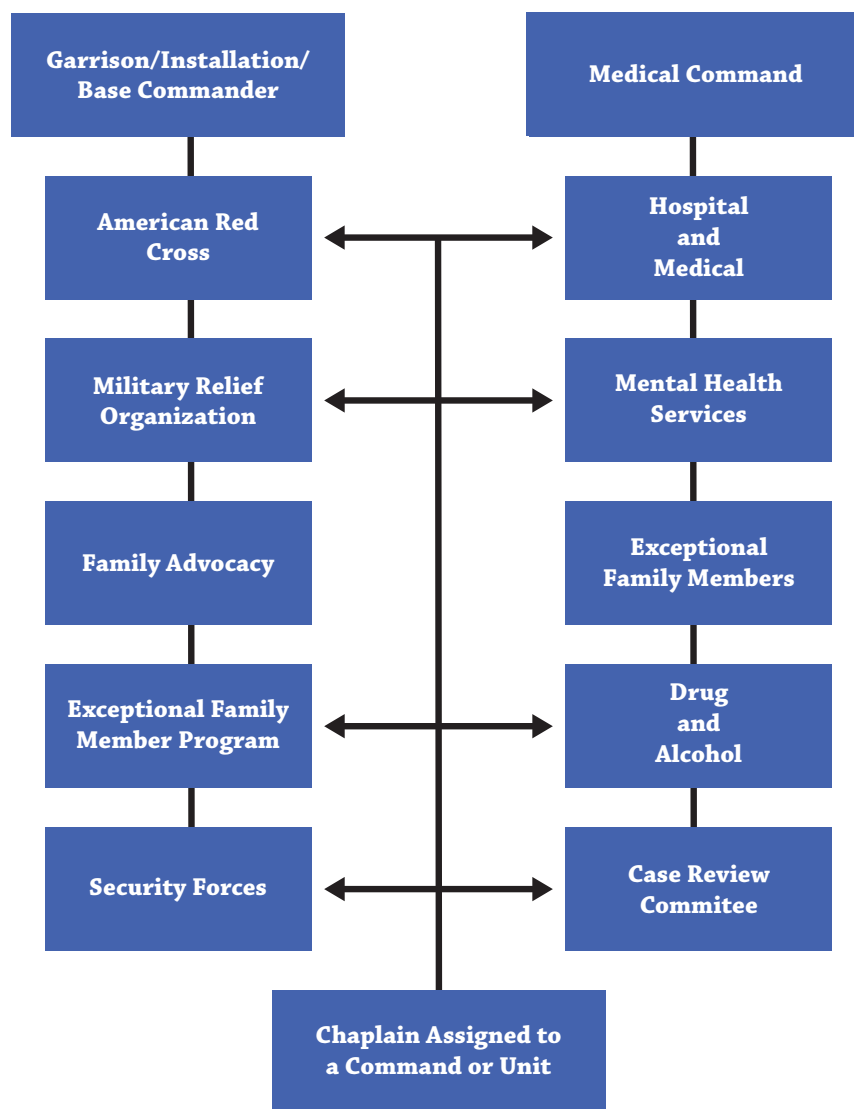 Garrison/Installation/
Base Commander
Medical Command
American Red
Cross
Hospital
and
Medical
Military Relief
Organization
Mental Health
Services
Family Advocacy
Exceptional
Family Members
Exceptional Family
Member Program
Drug
and
Alcohol
Security Forces
Case Review
Commitee
Chaplain Assigned to
a Command or Unit